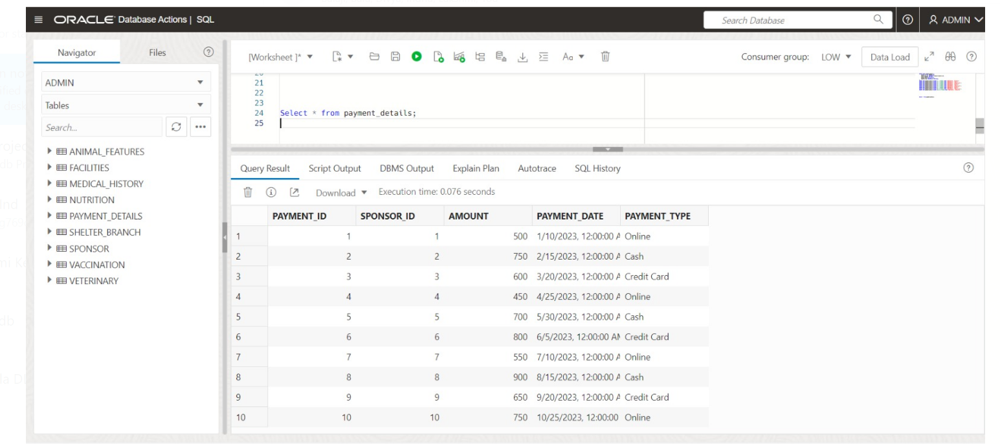 ORACLE Database Actions | SQL
Search Database
ADMIN
Navigator
Files
ADMIN
Tables
Search...
ANIMAL_FEATURES
FACILITIES
MEDICAL_HISTORY
NUTRITION
PAYMENT_DETAILS
SHELTER_BRANCH
SPONSOR
VACCINATION
VETERINARY
[Worksheet ]*
Aa
Consumer group: LOW
Data Load
21
22
23
24 Select * from payment_details;
25
Query Result Script Output DBMS Output Explain Plan Autotrace SQL History
Download Execution time: 0.076 seconds
PAYMENT_ID SPONSOR_ID AMOUNT PAYMENT_DATE PAYMENT_TYPE
1 1 1 500 1/10/2023, 12:00:00 A Online
2 2 2 750 2/15/2023, 12:00:00 A Cash
3 3 3 600 3/20/2023, 12:00:00 A Credit Card
4 4 4 450 4/25/2023, 12:00:00 A Online
5 5 5 700 5/30/2023, 12:00:00 A Cash
6 6 6 800 6/5/2023, 12:00:00 AM Credit Card
7 7 7 550 7/10/2023, 12:00:00 A Online
8 8 8 900 8/15/2023, 12:00:00 A Cash
9 9 9 650 9/20/2023, 12:00:00 A Credit Card
10 10 10 750 10/25/2023, 12:00:00 Online